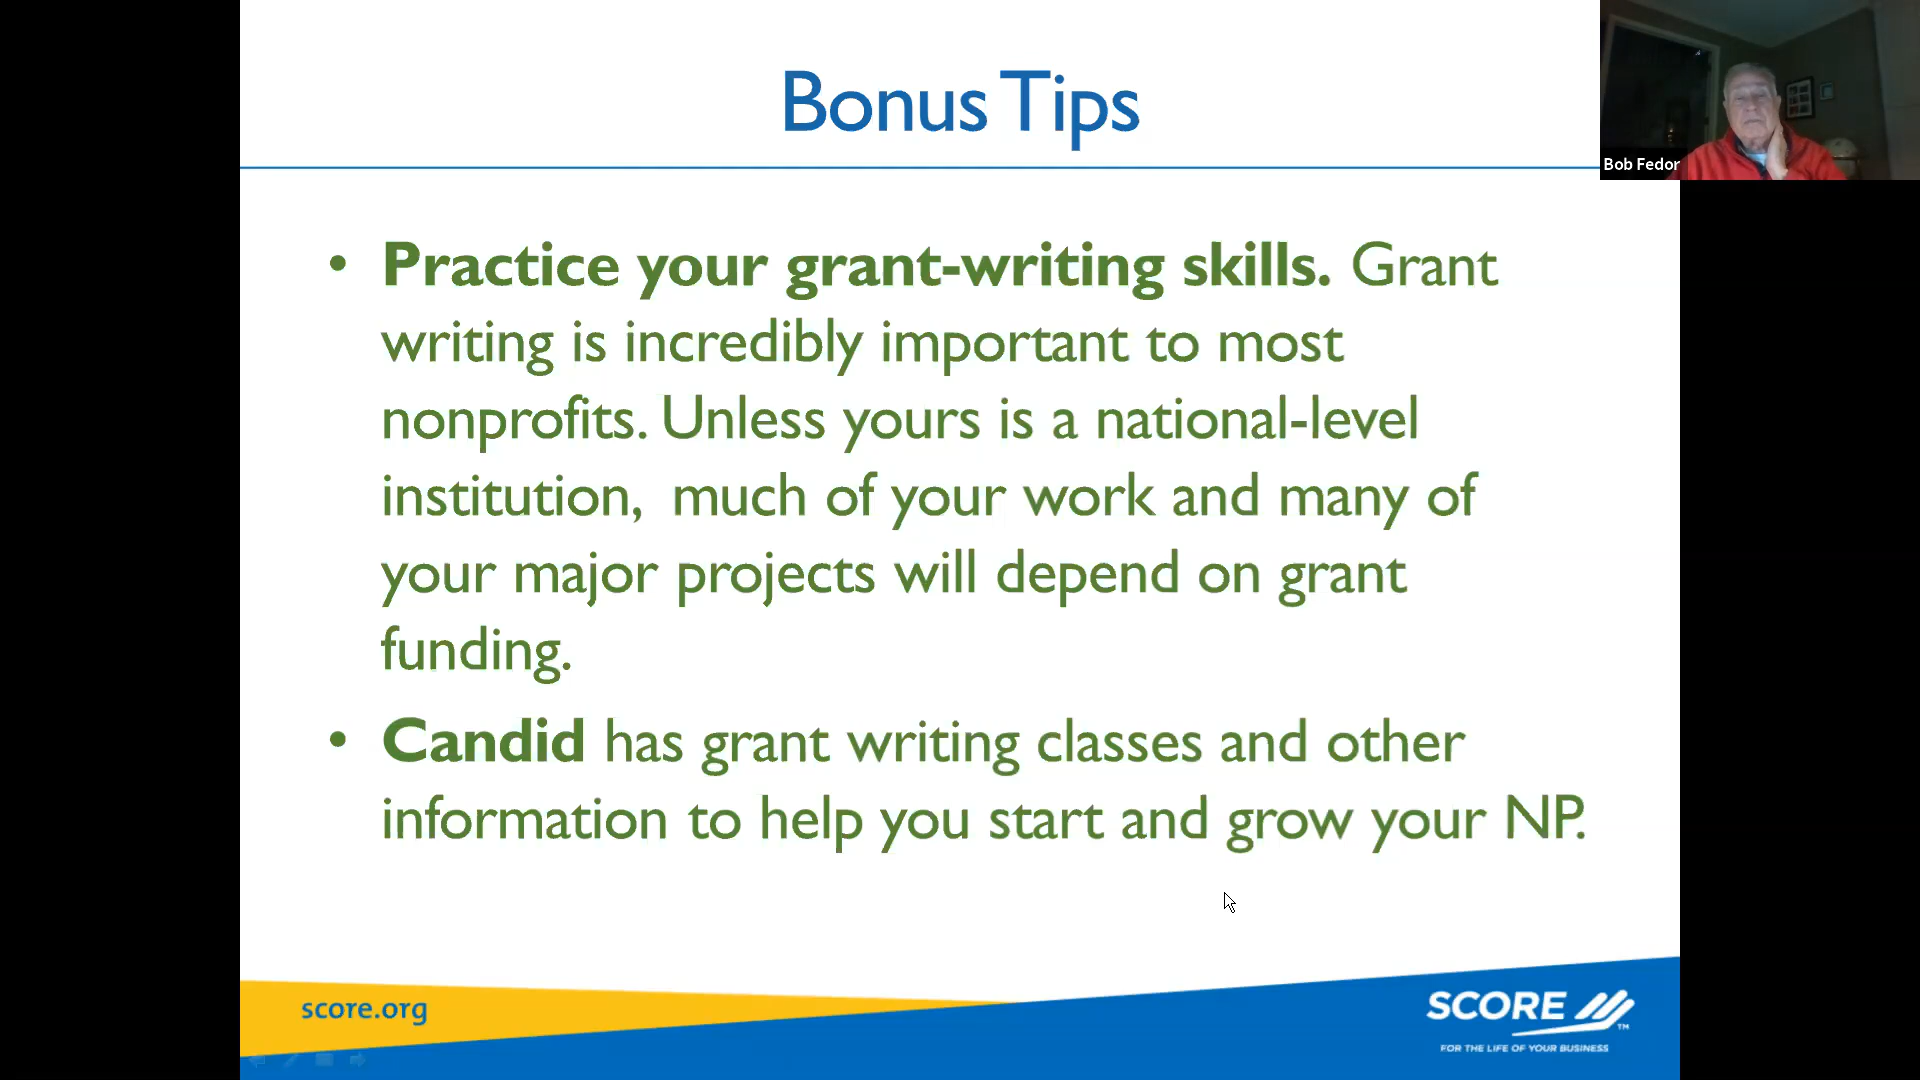 Bonus Tips
Bob Fedor
• Practice your grant-writing skills. Grant
writing is incredibly important to most
nonprofits. Unless yours is a national-level
institution,  much of your work and many of
your major projects will depend on grant
funding.
• Candid has grant writing classes and other
information to help you start and grow your NP.
score.org
SCORE
TM
FOR THE LIFE OF YOUR BUSINESS